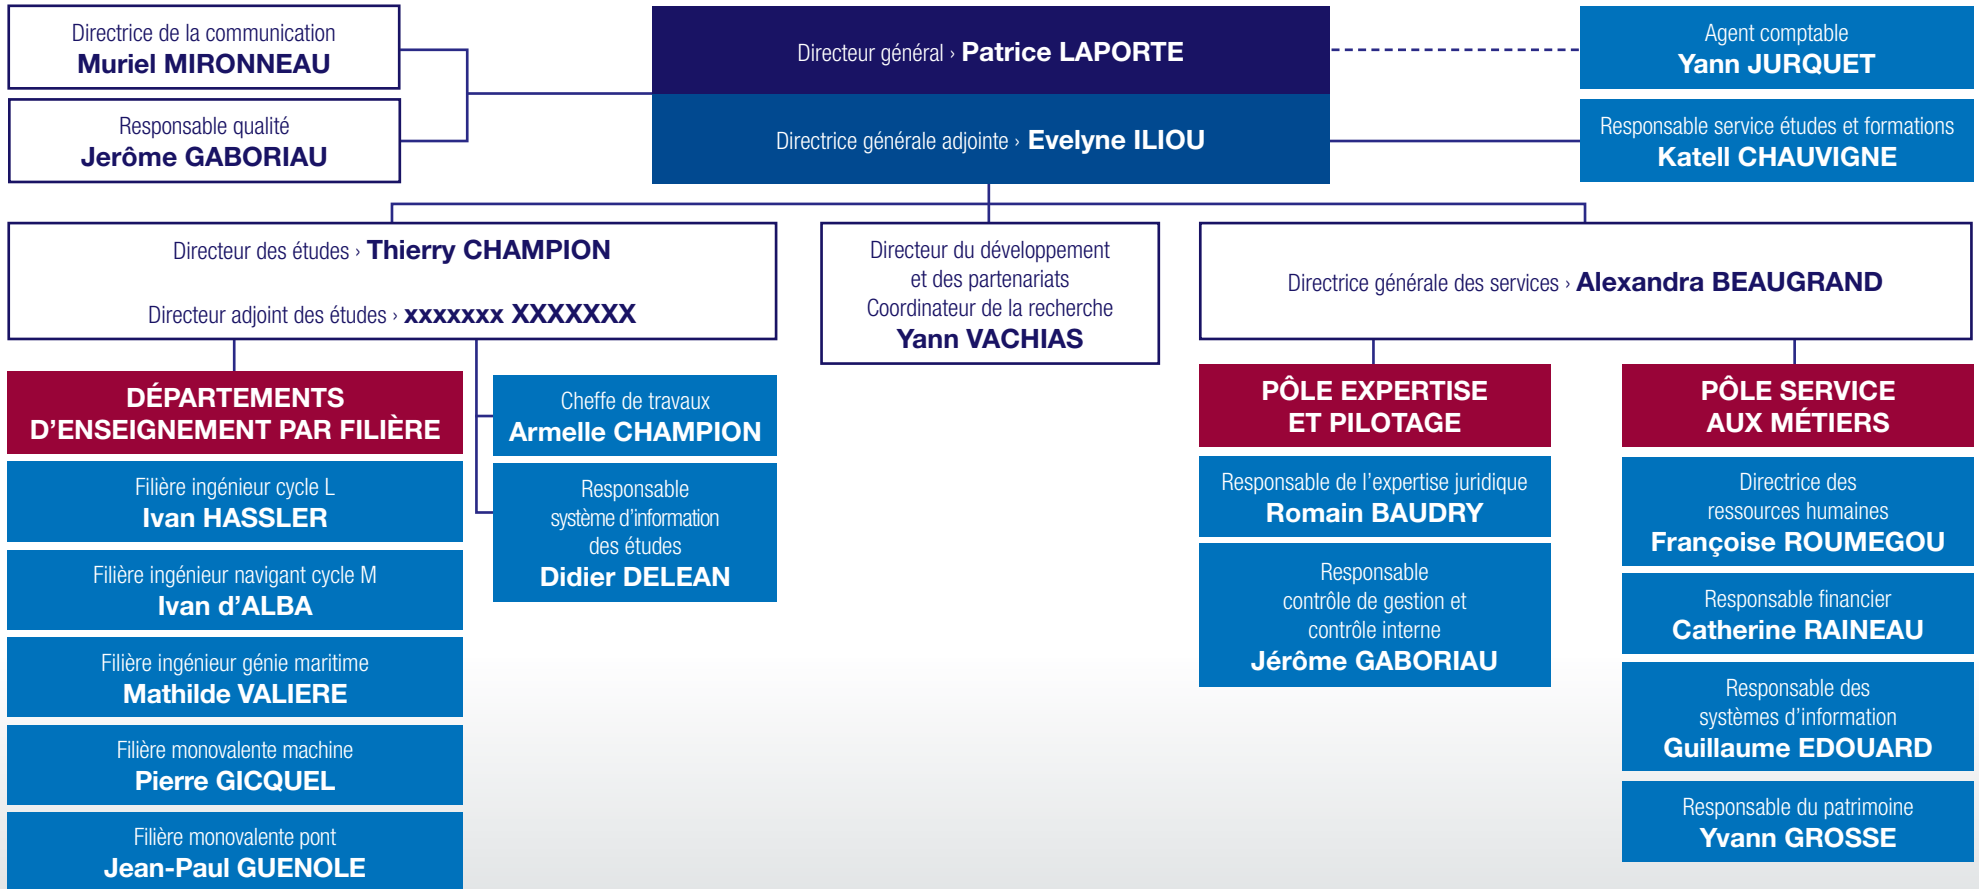 Directrice de la communication
Muriel MIRONNEAU
Responsable qualité
Jerôme GABORIAU
Directeur général › Patrice LAPORTE
Directrice générale adjointe › Evelyne ILIOU
Agent comptable
Yann JURQUET
Responsable service études et formations
Katell CHAUVIGNE
Directeur des études › Thierry CHAMPION
Directeur adjoint des études › xxxxxxx XXXXXXX
Directeur du développement
et des partenariats
Coordinateur de la recherche
Yann VACHIAS
Directrice générale des services › Alexandra BEAUGRAND
DÉPARTEMENTS
D’ENSEIGNEMENT PAR FILIÈRE
Filière ingénieur cycle L
Ivan HASSLER
Filière ingénieur navigant cycle M
Ivan d’ALBA
Filière ingénieur génie maritime
Mathilde VALIERE
Filière monovalente machine
Pierre GICQUEL
Filière monovalente pont
Jean-Paul GUENOLE
Cheffe de travaux
Armelle CHAMPION
Responsable
système d’information
des études
Didier DELEAN
PÔLE EXPERTISE
ET PILOTAGE
Responsable de l’expertise juridique
Romain BAUDRY
Responsable
contrôle de gestion et
contrôle interne
Jérôme GABORIAU
PÔLE SERVICE
AUX MÉTIERS
Directrice des
ressources humaines
Françoise ROUMEGOU
Responsable financier
Catherine RAINEAU
Responsable des
systèmes d’information
Guillaume EDOUARD
Responsable du patrimoine
Yvann GROSSE